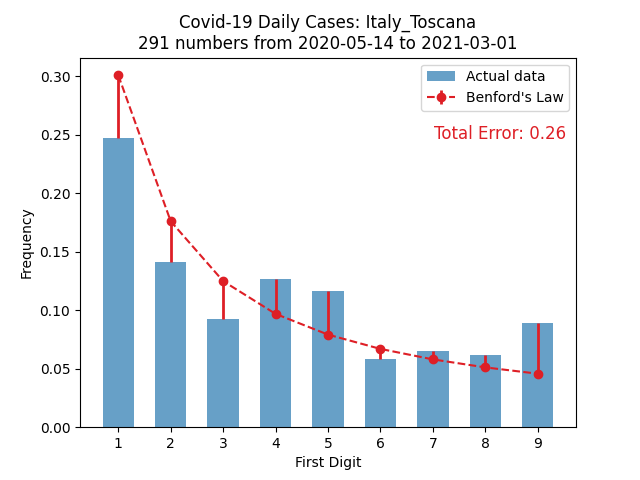 Covid-19 Daily Cases: Italy_Toscana
291 numbers from 2020-05-14 to 2021-03-01
Actual data
Benford's Law
Total Error: 0.26
Frequency
0.30
0.25
0.20
0.15
0.10
0.05
0.00
1 2 3 4 5 6 7 8 9
First Digit